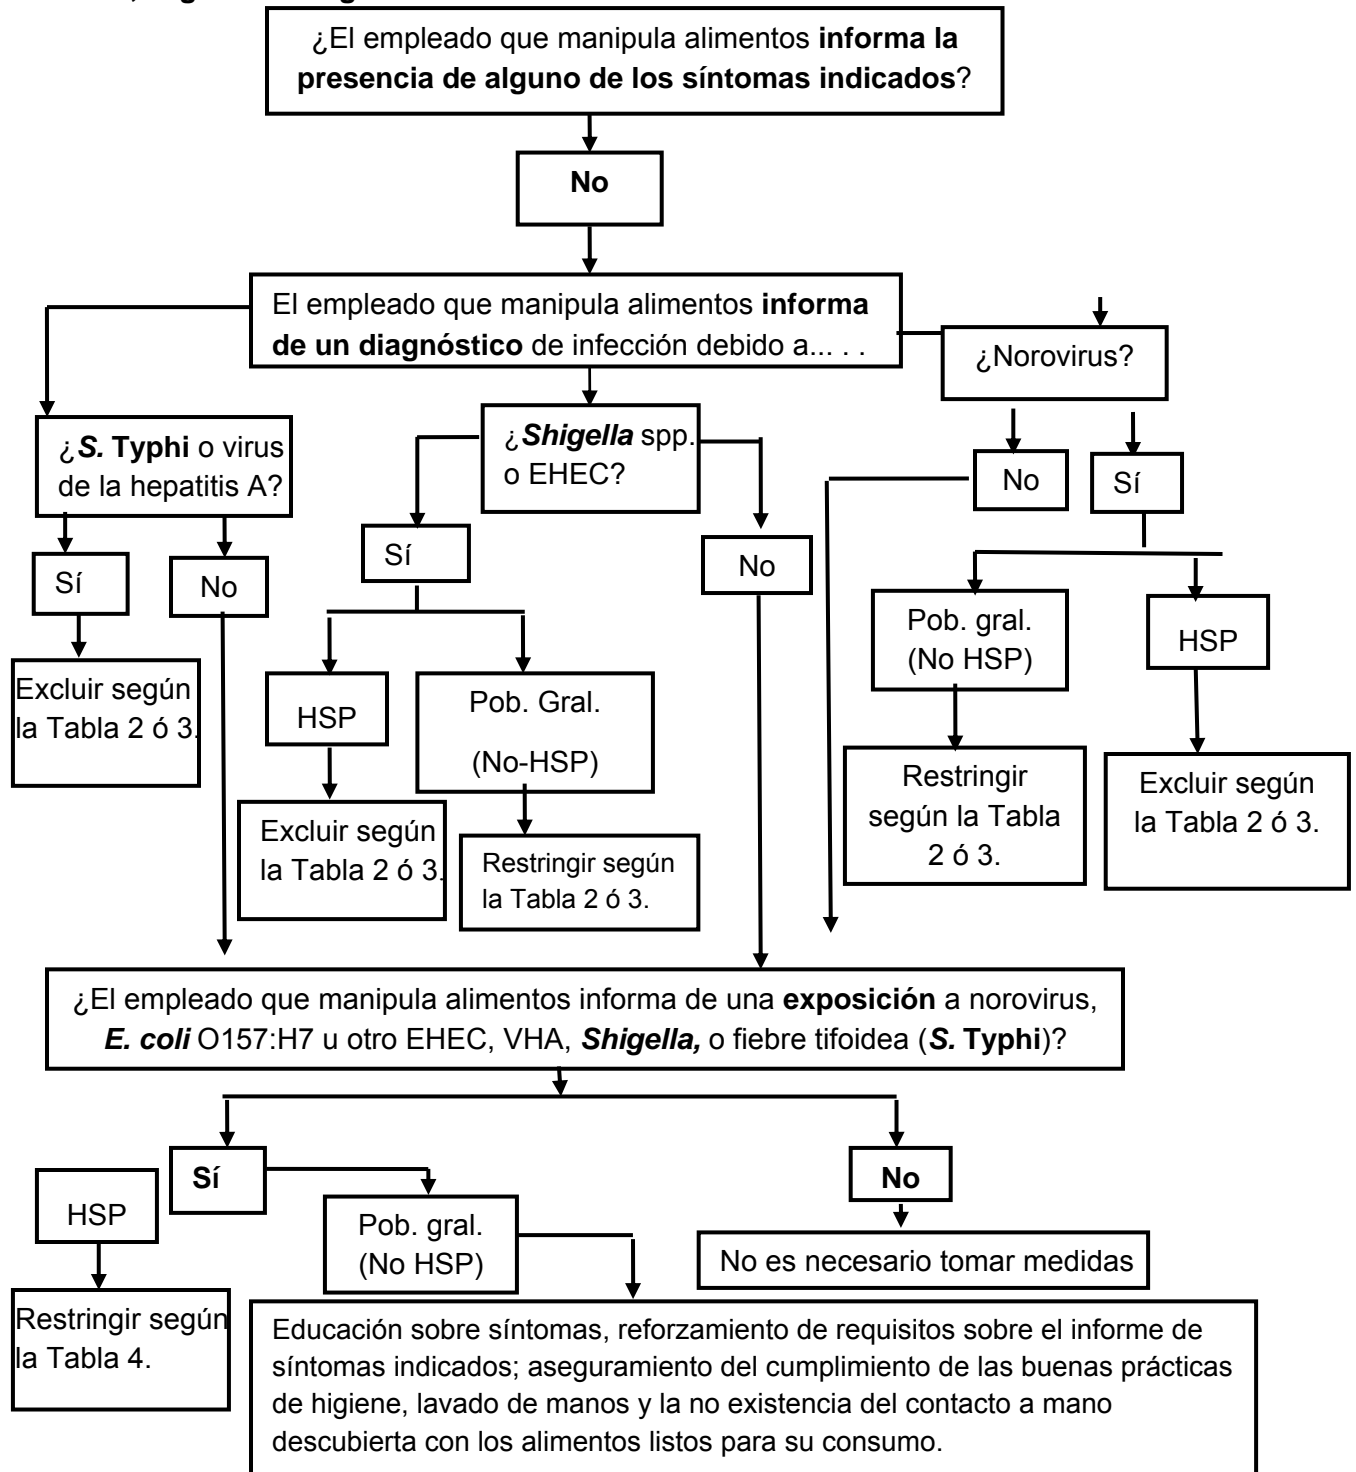 ¿El empleado que manipula alimentos informa la
presencia de alguno de los síntomas indicados?
No
El empleado que manipula alimentos informa
de un diagnóstico de infección debido a... . .
¿Norovirus?
¿S. Typhi o virus
de la hepatitis A?
¿Shigella spp.
o EHEC?
No
Sí
Sí
No
Sí
No
Pob. gral.
(No HSP)
HSP
Excluir según
la Tabla 2 ó 3.
HSP
Pob. Gral.
(No-HSP)
Restringir
según la Tabla
2 ó 3.
Excluir según
la Tabla 2 ó 3.
Excluir según
la Tabla 2 ó 3.
Restringir según
la Tabla 2 ó 3.
¿El empleado que manipula alimentos informa de una exposición a norovirus,
E. coli O157:H7 u otro EHEC, VHA, Shigella, o fiebre tifoidea (S. Typhi)?
Sí
No
HSP
Pob. gral.
(No HSP)
No es necesario tomar medidas
Restringir según
la Tabla 4.
Educación sobre síntomas, reforzamiento de requisitos sobre el informe de
síntomas indicados; aseguramiento del cumplimiento de las buenas prácticas
de higiene, lavado de manos y la no existencia del contacto a mano
descubierta con los alimentos listos para su consumo.